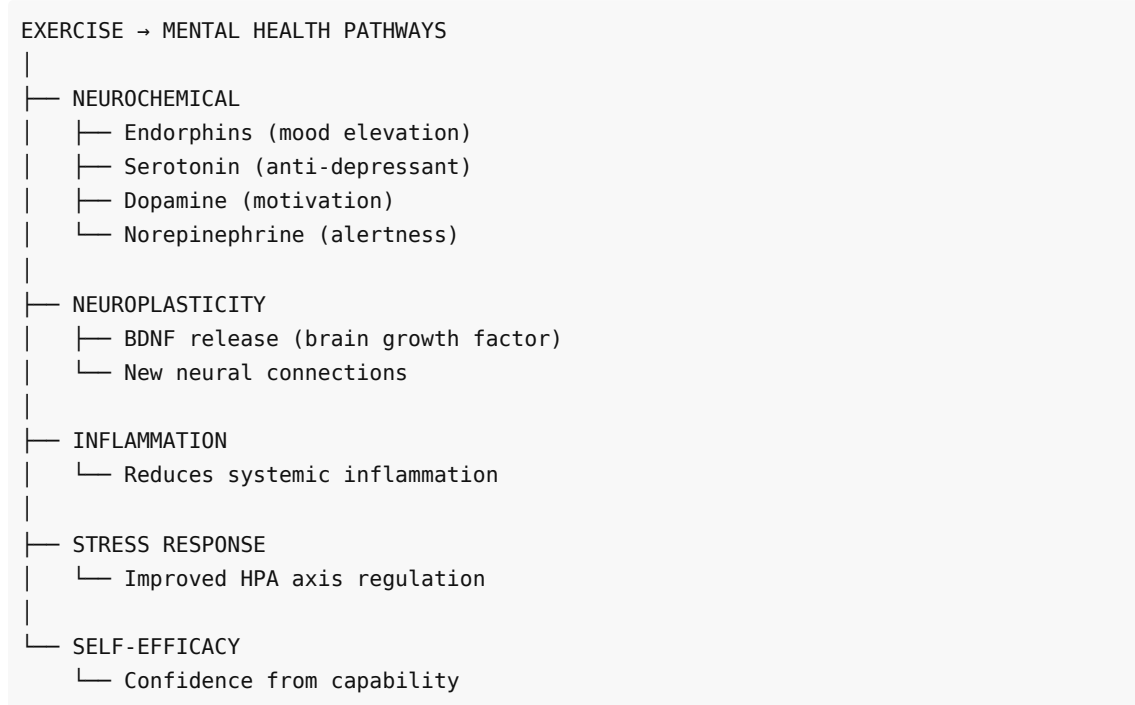 EXERCISE → MENTAL HEALTH PATHWAYS
│
├── NEUROCHEMICAL
│   ├── Endorphins (mood elevation)
│   ├── Serotonin (anti-depressant)
│   ├── Dopamine (motivation)
│   └── Norepinephrine (alertness)
│
├── NEUROPLASTICITY
│   ├── BDNF release (brain growth factor)
│   └── New neural connections
│
├── INFLAMMATION
│   └── Reduces systemic inflammation
│
├── STRESS RESPONSE
│   └── Improved HPA axis regulation
│
└── SELF-EFFICACY
    └── Confidence from capability